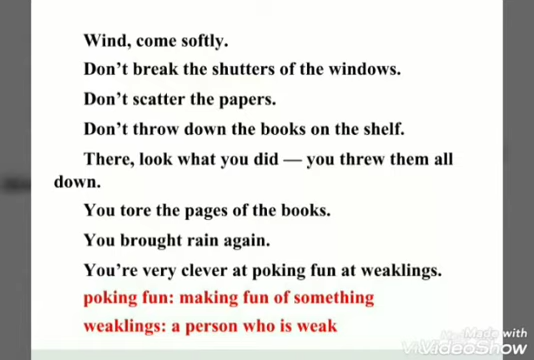 Wind, come softly.
Don't break the shutters of the windows.
Don't scatter the papers.
Don't throw down the books on the shelf.
There, look what you did — you threw them all
down.
You tore the pages of the books.
You brought rain again.
You're very clever at poking fun at weaklings.
poking fun: making fun of something
weaklings: a person who is weak
Made with
VivaVideo